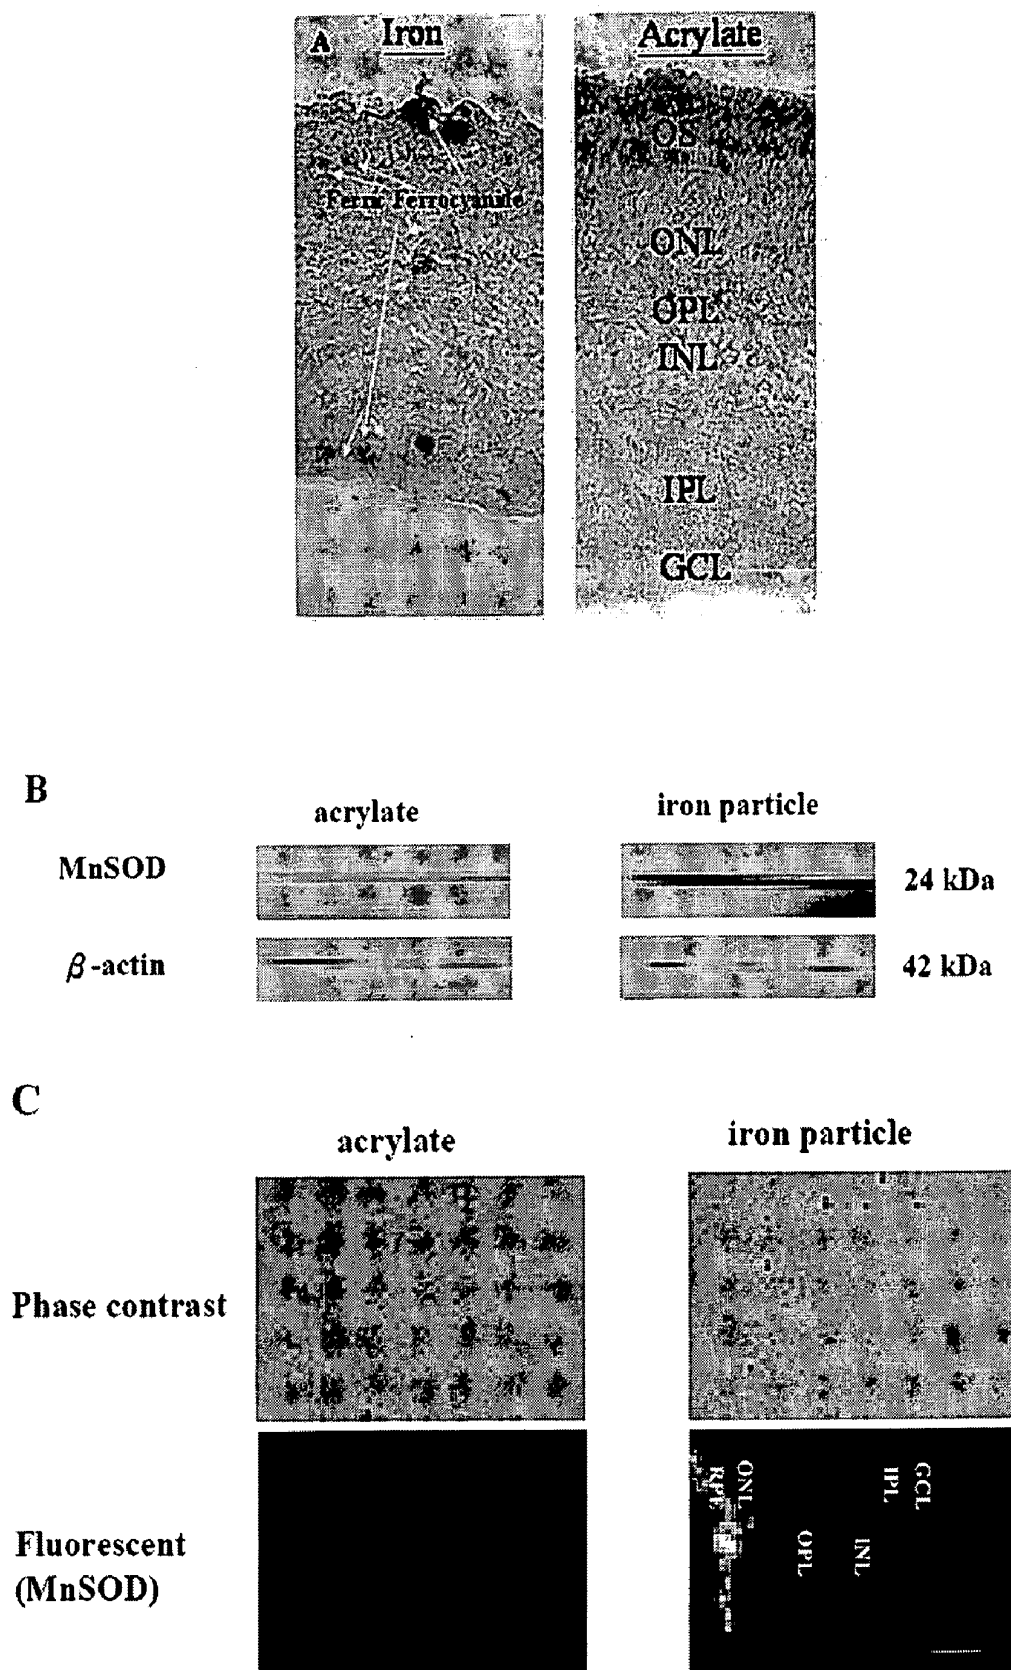 A Iron Acrylate
OS
Ferric Ferrocyanate
ONL
OPL
INL
IPL
GCL
B
acrylate iron particle
MnSOD 24 kDa
β-actin 42 kDa
C
acrylate iron particle
Phase contrast
Fluorescent
(MnSOD)
RPE
ONL
OPL
INL
IPL
GCL